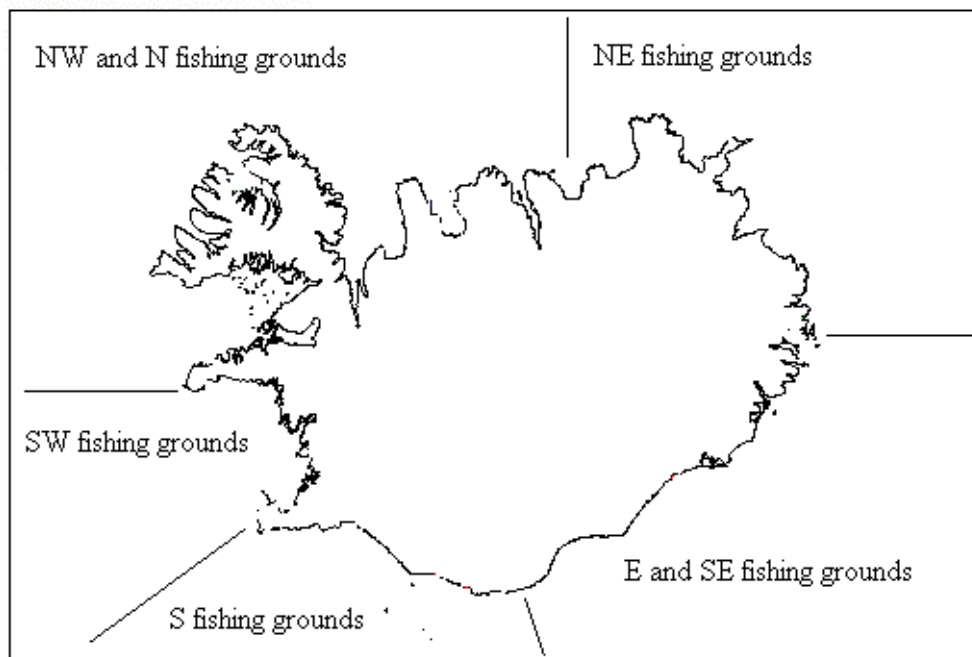 NW and N fishing grounds
NE fishing grounds
SW fishing grounds
E and SE fishing grounds
S fishing grounds